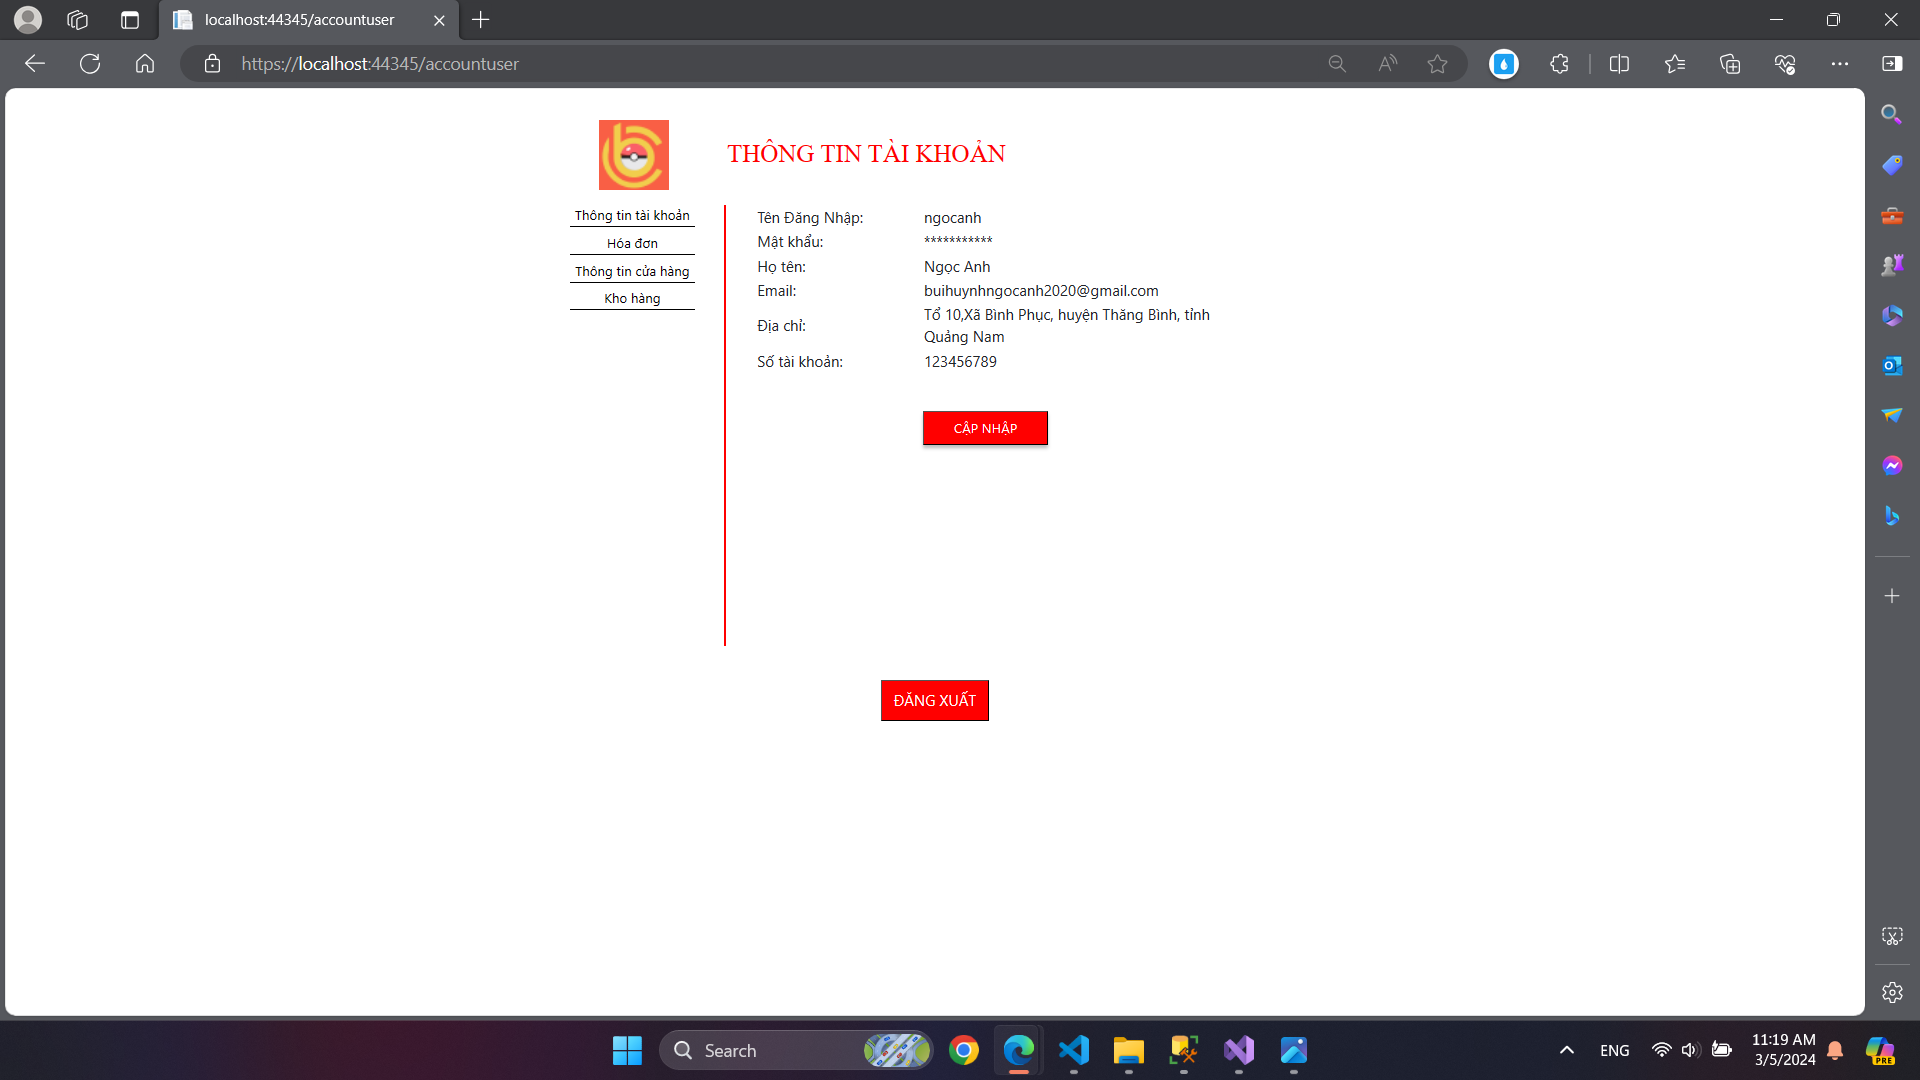 localhost:44345/accountuser
https://localhost:44345/accountuser
THÔNG TIN TÀI KHOẢN
Thông tin tài khoản
Hóa đơn
Thông tin cửa hàng
Kho hàng
Tên Đăng Nhập: ngocanh
Mật khẩu: ***********
Họ tên: Ngọc Anh
Email: buihuynhngocanh2020@gmail.com
Địa chỉ: Tổ 10,Xã Bình Phục, huyện Thăng Bình, tỉnh
Quảng Nam
Số tài khoản: 123456789
CẬP NHẬP
ĐĂNG XUẤT
Search
ENG
11:19 AM
3/5/2024
PRE